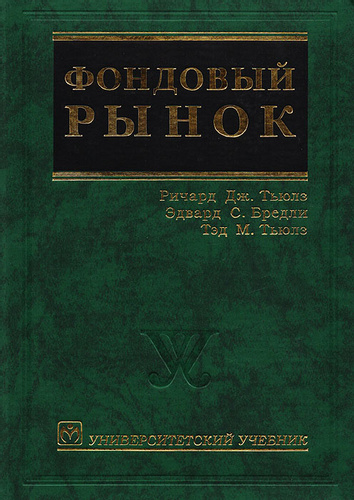 ФОНДОВЫЙ
РЫНОК
Ричард Дж. Тьюлз
Эдвард С. Бредли
Тэд М. Тьюлз
УНИВЕРСИТЕТСКИЙ УЧЕБНИК